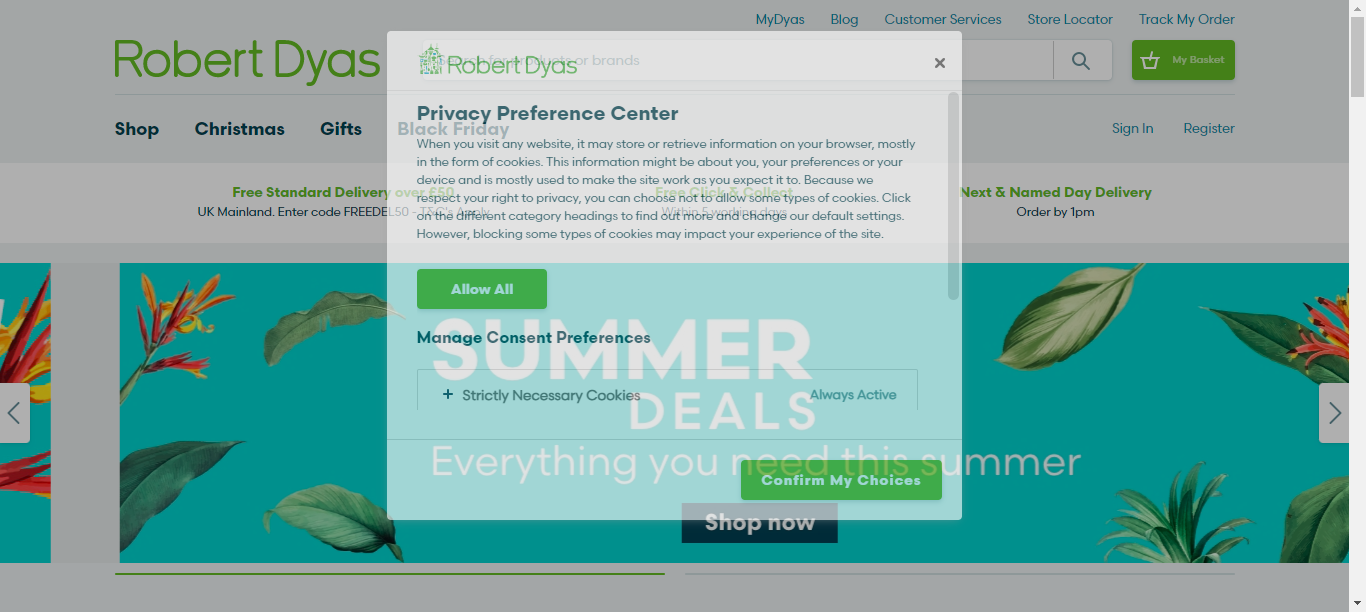 MyDyas Blog Customer Services Store Locator Track My Order
Robert Dyas
Search for products or brands
My Basket
Robert Dyas
Shop Christmas Gifts Black Friday
Sign In Register
Privacy Preference Center
When you visit any website, it may store or retrieve information on your browser, mostly
in the form of cookies. This information might be about you, your preferences or your
device and is mostly used to make the site work as you expect it to. Because we
respect your right to privacy, you can choose not to allow some types of cookies. Click
on the different category headings to find out more and change our default settings.
However, blocking some types of cookies may impact your experience of the site.
Free Standard Delivery over £50
UK Mainland. Enter code FREEDEL50 - T&C's Apply
Free Click & Collect
Within 5 working days
Next & Named Day Delivery
Order by 1pm
Allow All
Manage Consent Preferences
+ Strictly Necessary Cookies Always Active
Confirm My Choices
SUMMER
DEALS
Everything you need this summer
Shop now